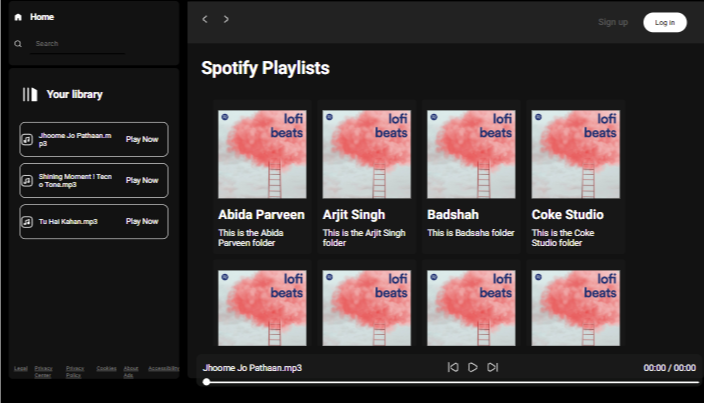 Home
Search
Your library
Jhoome Jo Pathaan.m
p3
Play Now
Shining Moment ! Tecn
o Tone.mp3
Play Now
Tu Hai Kahan.mp3
Play Now
Legal
Privacy
Center
Privacy
Policy
Cookies
About
Ads
Accessibility
Sign up
Log in
Spotify Playlists
lofi
beats
Abida Parveen
This is the Abida
Parveen folder
lofi
beats
Arjit Singh
This is the Arjit Singh
folder
lofi
beats
Badshah
This is Badsaha folder
lofi
beats
Coke Studio
This is the Coke
Studio folder
lofi
beats
lofi
beats
lofi
beats
lofi
beats
Jhoome Jo Pathaan.mp3
00:00 / 00:00